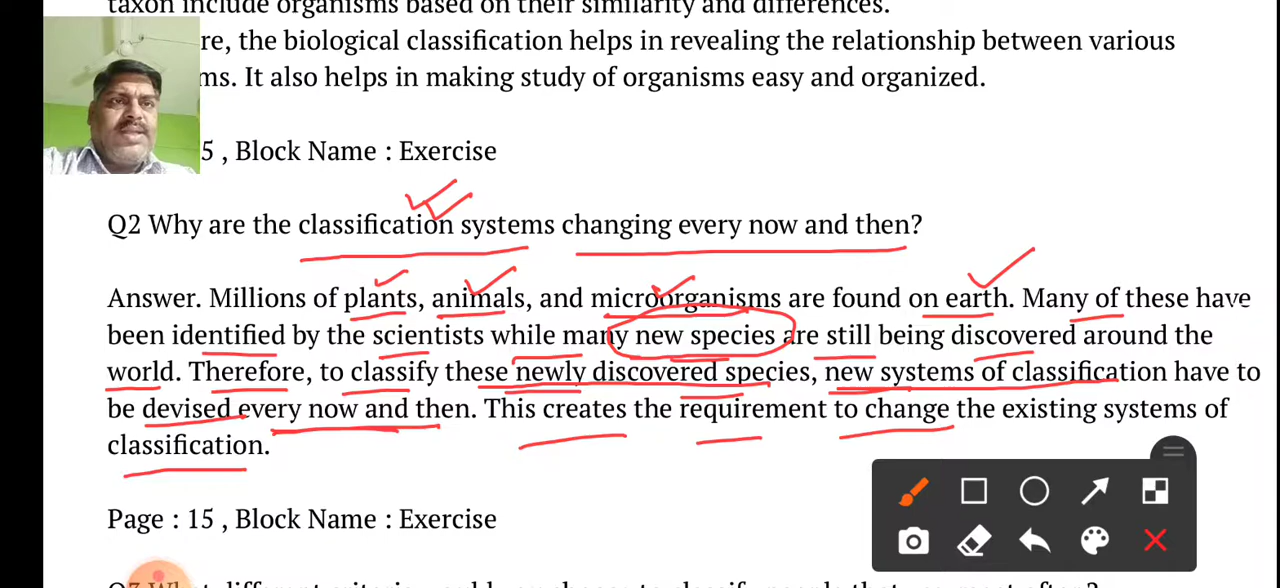 taxon include organisms based on their similarity and differences.
re, the biological classification helps in revealing the relationship between various
ms. It also helps in making study of organisms easy and organized.
5 , Block Name : Exercise
Q2 Why are the classification systems changing every now and then?
Answer. Millions of plants, animals, and microorganisms are found on earth. Many of these have
been identified by the scientists while many new species are still being discovered around the
world. Therefore, to classify these newly discovered species, new systems of classification have to
be devised every now and then. This creates the requirement to change the existing systems of
classification.
Page : 15 , Block Name : Exercise